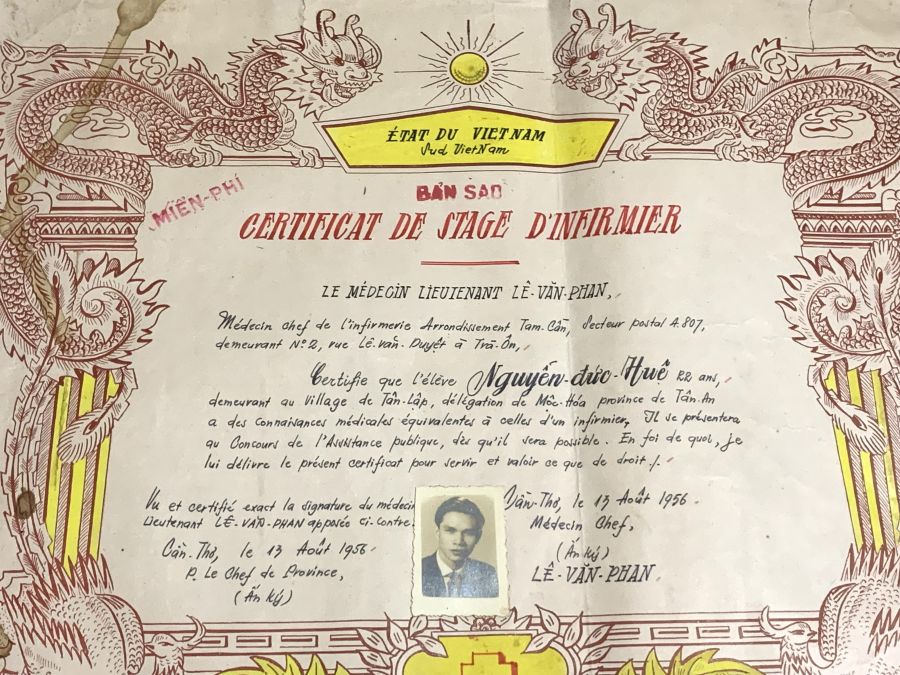 ÉTAT DU VIETNAM
Sud VietNam
MIỄN-PHÍ
BẢN SAO
CERTIFICAT DE STAGE D'INFIRMIER
LE MÉDECIN LIEUTENANT LÊ-VĂN-PHAN,
Médecin chef de l'infirmerie Arrondissement Tam-Cần, Secteur postal 4.807,
demeurant N°2, rue Lê-văn-Duyệt à Trà-Ôn,
Certifie que l'élève Nguyễn-đức-Huề 22 ans,
demeurant au Village de Tân-Lập, délégation de Mộc-Hóa province de Tân-An
a des connaisances médicales équivalentes à celles d'un infirmier, Il se présentera
au Concours de l'Assistance publique, dès qu'il sera possible. En foi de quoi, je
lui délivre le présent certificat pour servir et valoir ce que de droit./.
Vu et certifié exact la signature du médecin
Lieutenant LÊ-VĂN-PHAN apposée ci-contre.
Cần-Thơ, le 13 Août 1956
P. Le Chef de Province,
(Ấn ký)
Cần-Thơ, le 13 Août 1956
Médecin Chef,
(Ấn ký)
LÊ-VĂN-PHAN